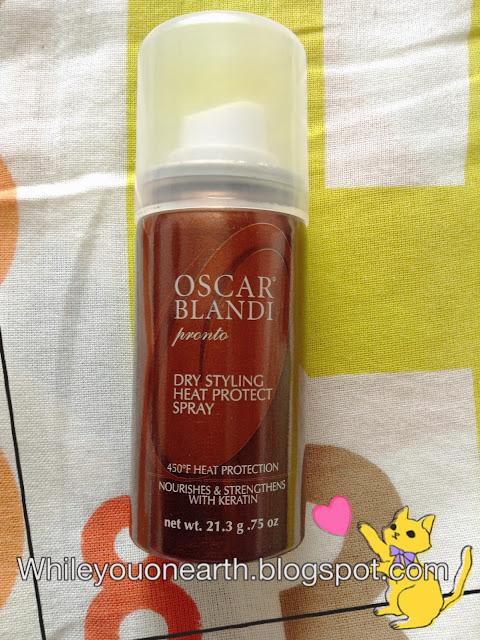 OSCAR®
BLANDI
pronto
DRY STYLING
HEAT PROTECT
SPRAY
450°F HEAT PROTECTION
NOURISHES & STRENGTHENS
WITH KERATIN
net wt. 21.3 g .75 oz
Whileyouonearth.blogspot.com